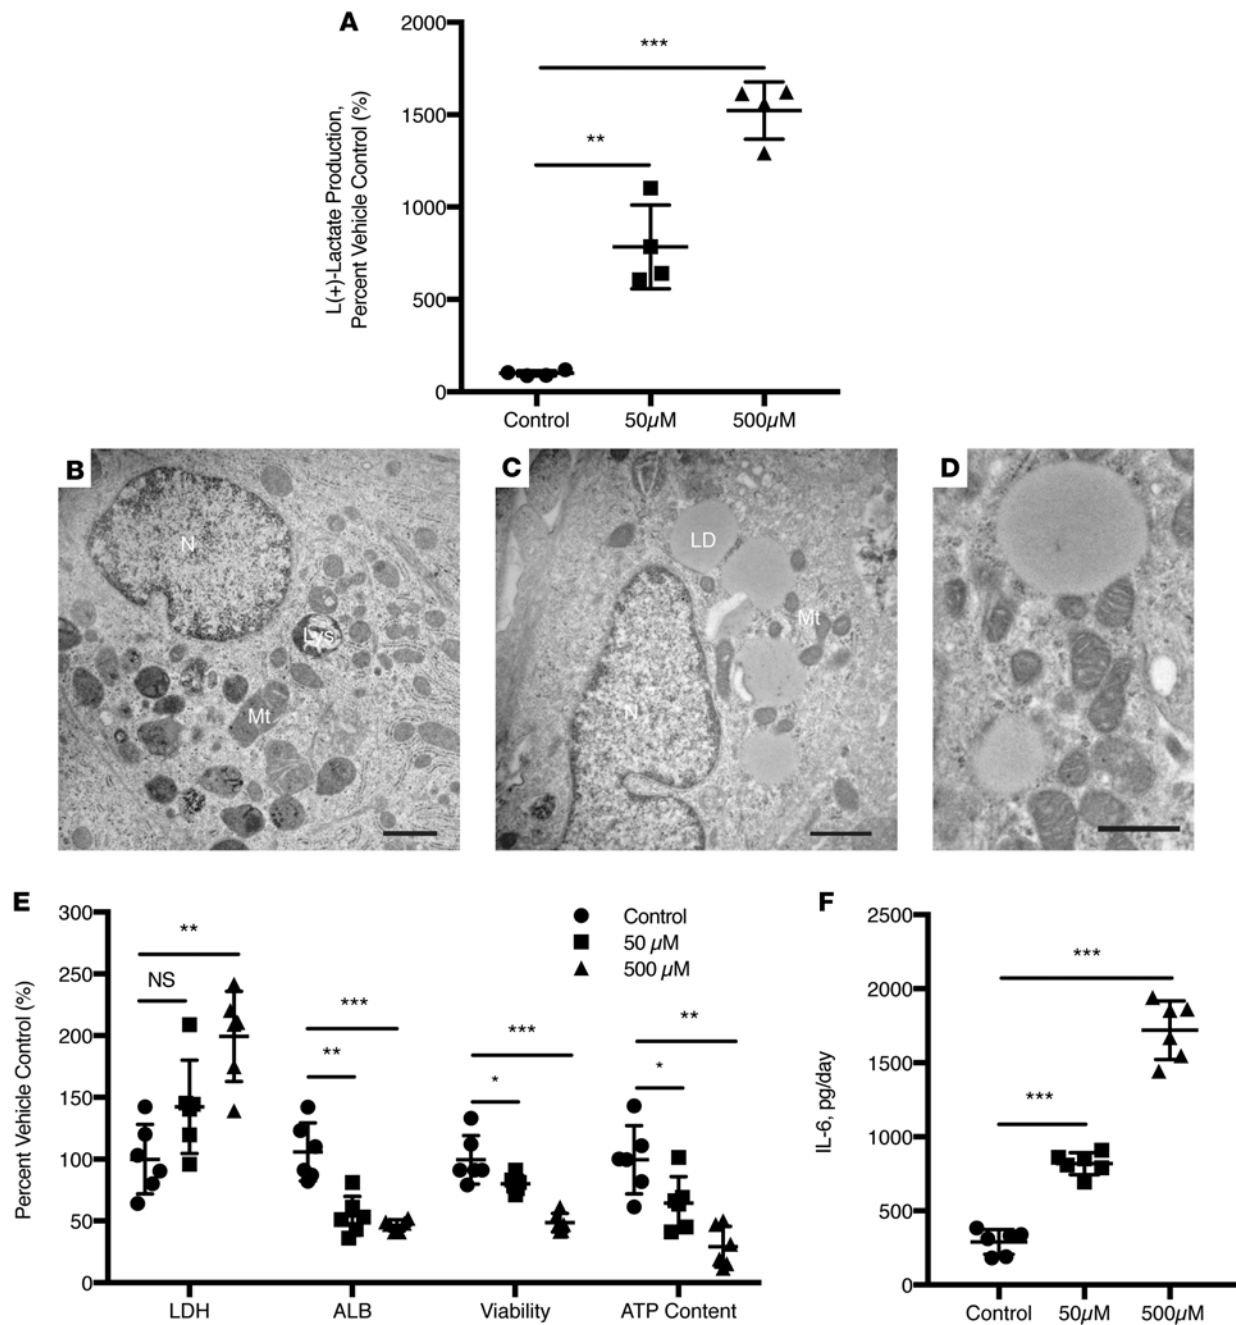 A
L(+)-Lactate Production,
Percent Vehicle Control (%)
2000
1500
1000
500
0
***
**
Control 50μM 500μM
B
N
Lys
Mt
C
LD
Mt
N
D
E
Percent Vehicle Control (%)
300
250
200
150
100
50
0
Control
50 μM
500 μM
**
NS
***
**
***
*
**
*
LDH ALB Viability ATP Content
F
IL-6, pg/day
2500
2000
1500
1000
500
0
***
***
Control 50μM 500μM